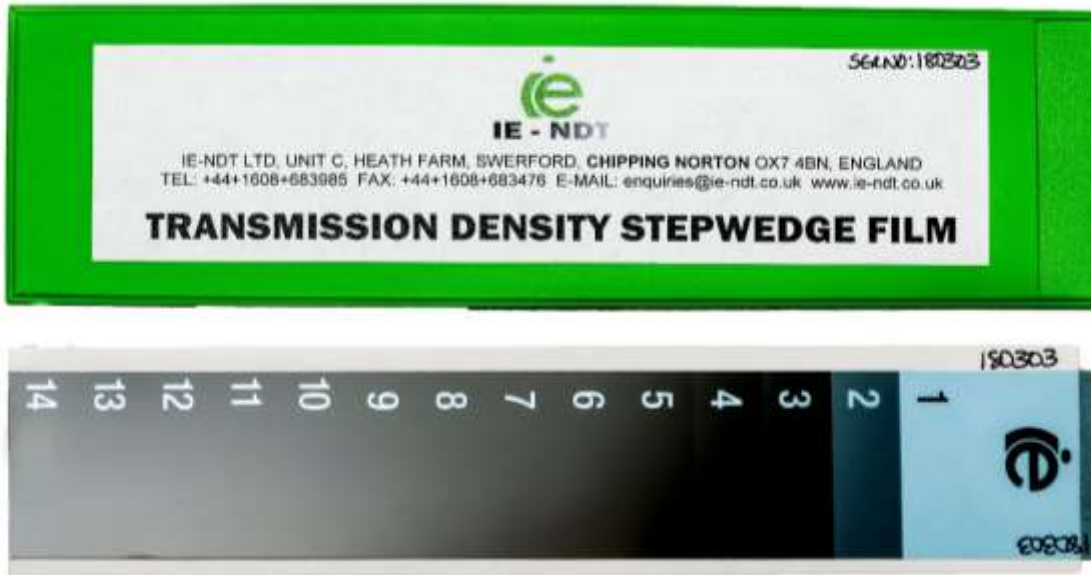 SER NO: 180303
ie
IE - NDT
IE-NDT LTD, UNIT C, HEATH FARM, SWERFORD, CHIPPING NORTON OX7 4BN, ENGLAND
TEL: +44+1608+683985 FAX: +44+1608+683476 E-MAIL: enquiries@ie-ndt.co.uk www.ie-ndt.co.uk
TRANSMISSION DENSITY STEPWEDGE FILM
180303
14 13 12 11 10 9 8 7 6 5 4 3 2 1
ie
180303